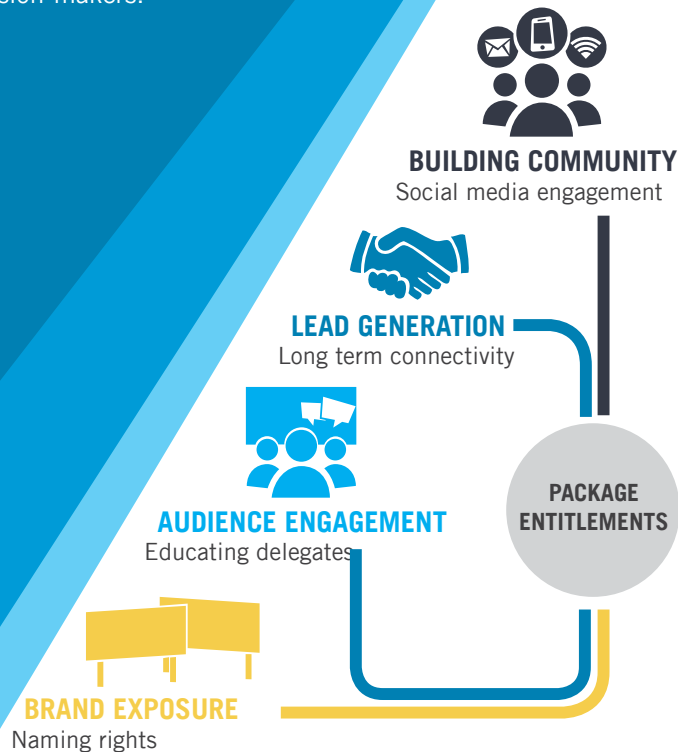 BUILDING COMMUNITY
Social media engagement
LEAD GENERATION
Long term connectivity
AUDIENCE ENGAGEMENT
Educating delegates
PACKAGE
ENTITLEMENTS
BRAND EXPOSURE
Naming rights